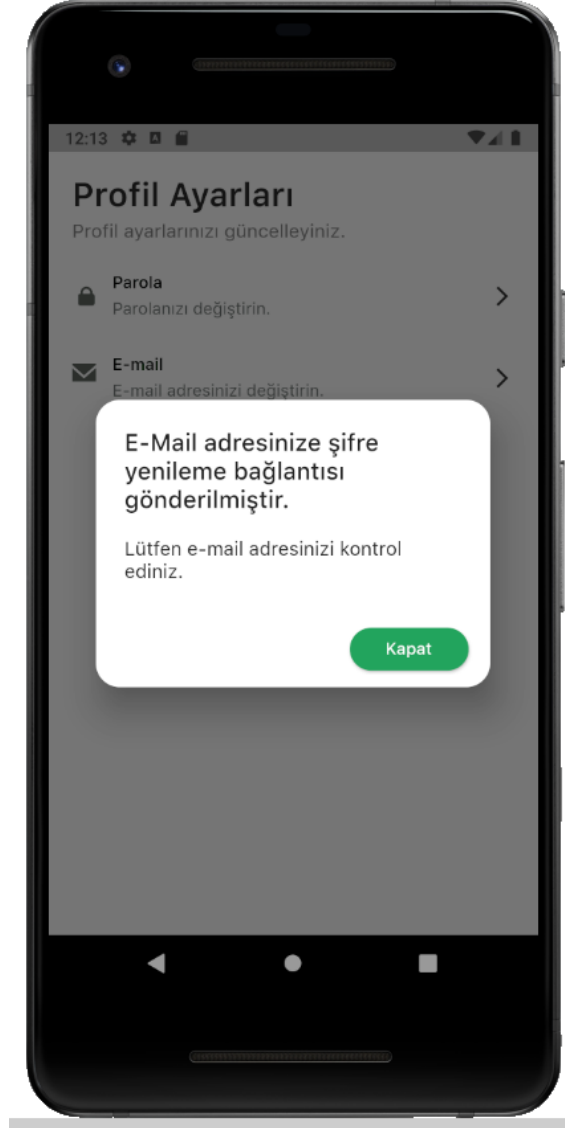 12:13
Profil Ayarları
Profil ayarlarınızı güncelleyiniz.
Parola
Parolanızı değiştirin.
E-mail
E-mail adresinizi değiştirin.
E-Mail adresinize şifre
yenileme bağlantısı
gönderilmiştir.
Lütfen e-mail adresinizi kontrol
ediniz.
Kapat